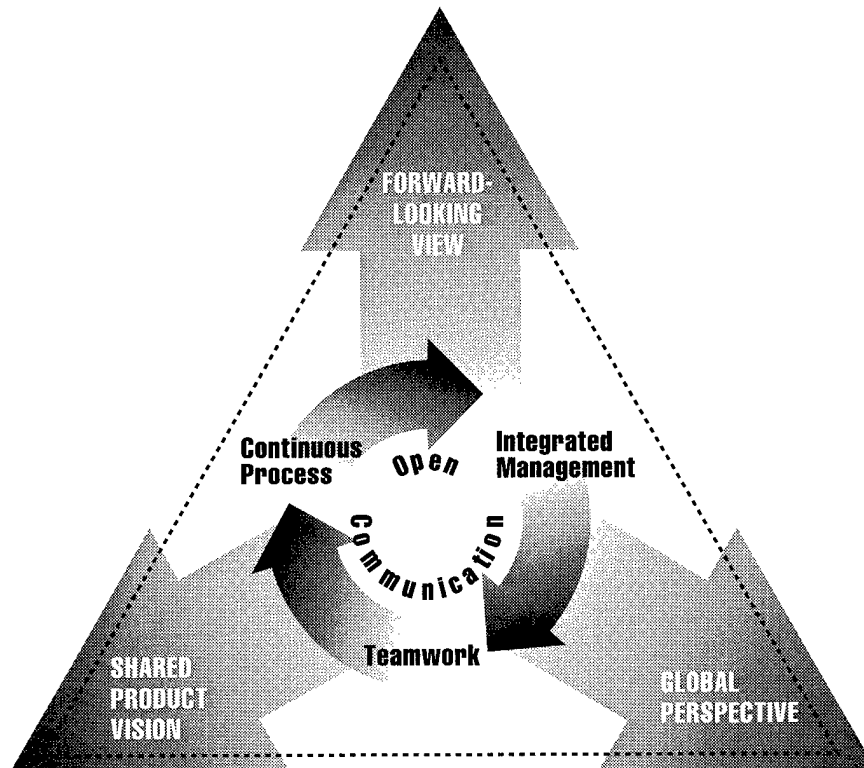 FORWARD-
LOOKING
VIEW
Continuous
Process
Open
Communication
Integrated
Management
Teamwork
SHARED
PRODUCT
VISION
GLOBAL
PERSPECTIVE